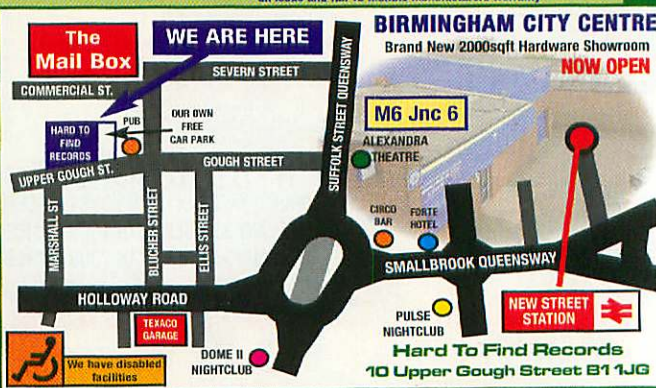 BIRMINGHAM CITY CENTRE
Brand New 2000sqft Hardware Showroom
NOW OPEN
The
Mail Box
WE ARE HERE
SEVERN STREET
COMMERCIAL ST.
SUFFOLK STREET QUEENSWAY
M6 Jnc 6
HARD TO
FIND
RECORDS
PUB
OUR OWN
FREE
CAR PARK
ALEXANDRA
THEATRE
UPPER GOUGH ST.
GOUGH STREET
MARSHALL ST
BLUCHER STREET
ELLIS STREET
CIRCO
BAR
FORTE
HOTEL
SMALLBROOK QUEENSWAY
HOLLOWAY ROAD
TEXACO
GARAGE
PULSE
NIGHTCLUB
NEW STREET
STATION
DOME II
NIGHTCLUB
We have disabled
facilities
Hard To Find Records
10 Upper Gough Street B1 1JG